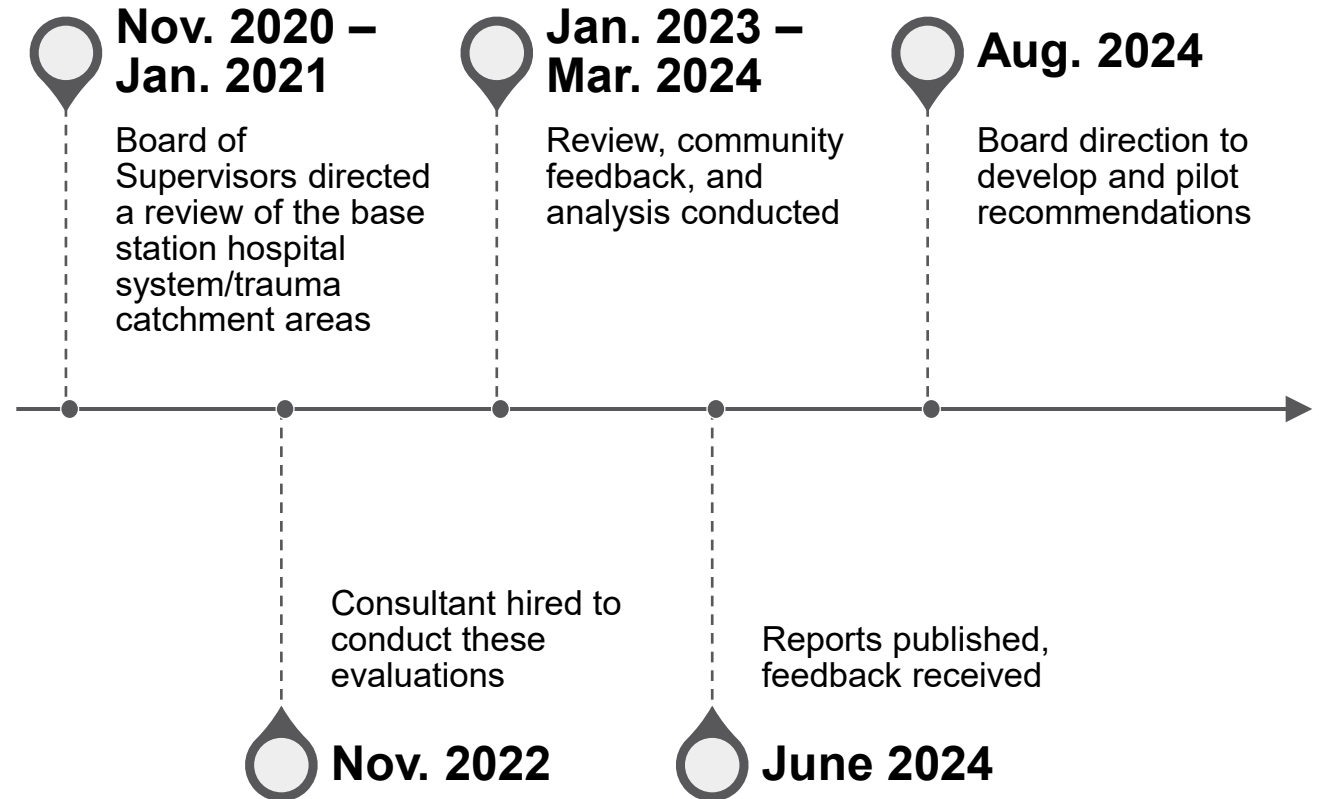 Nov. 2020 –
Jan. 2021
Board of
Supervisors directed
a review of the base
station hospital
system/trauma
catchment areas
Jan. 2023 –
Mar. 2024
Review, community
feedback, and
analysis conducted
Aug. 2024
Board direction to
develop and pilot
recommendations
Consultant hired to
conduct these
evaluations
Nov. 2022
Reports published,
feedback received
June 2024